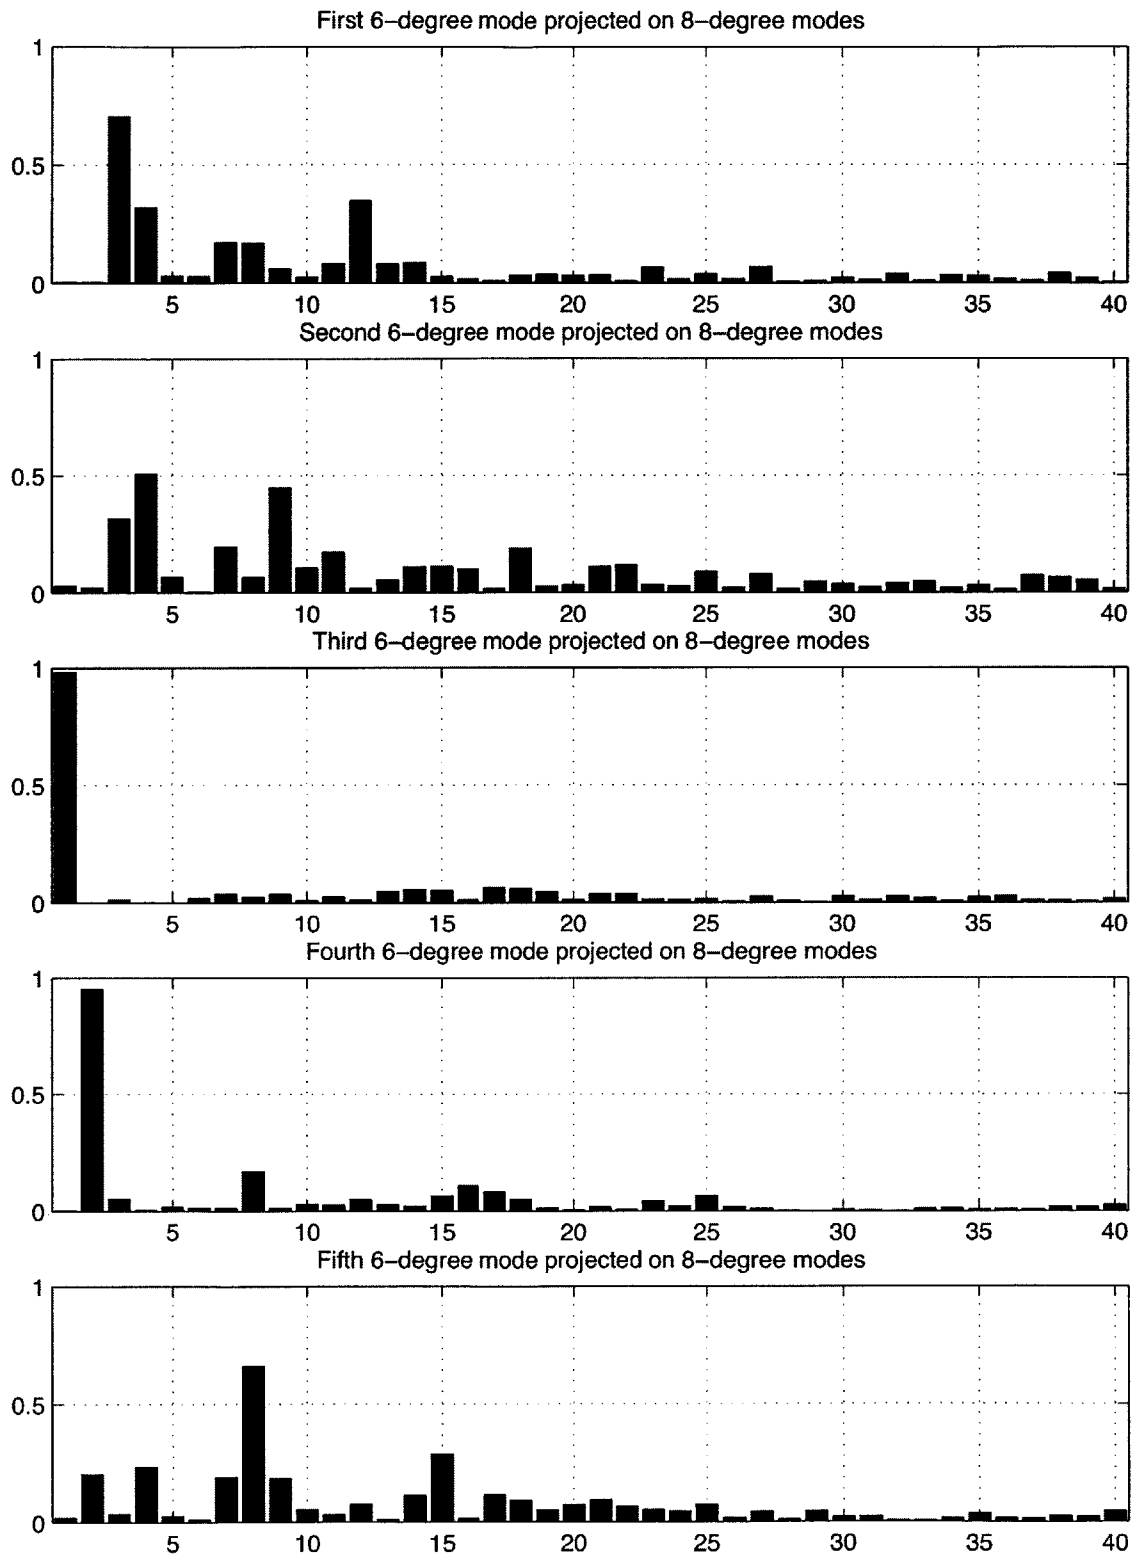 First 6–degree mode projected on 8–degree modes
1
0.5
0
5 10 15 20 25 30 35 40
Second 6–degree mode projected on 8–degree modes
1
0.5
0
5 10 15 20 25 30 35 40
Third 6–degree mode projected on 8–degree modes
1
0.5
0
5 10 15 20 25 30 35 40
Fourth 6–degree mode projected on 8–degree modes
1
0.5
0
5 10 15 20 25 30 35 40
Fifth 6–degree mode projected on 8–degree modes
1
0.5
0
5 10 15 20 25 30 35 40